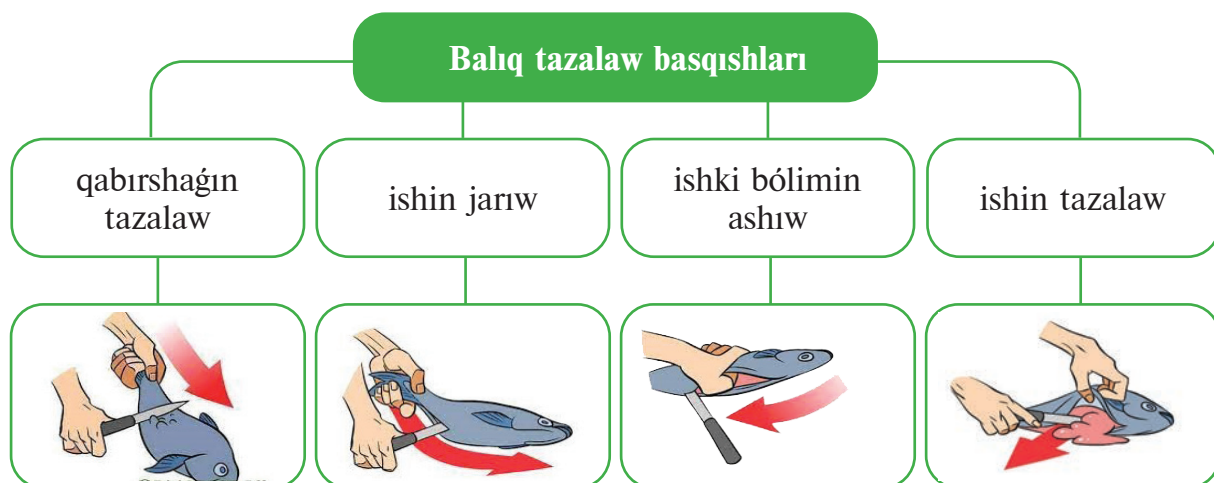 Balıq tazalaw basqıshları
qabırshaǵın
tazalaw
ishin jarıw
ishki bólimin
ashıw
ishin tazalaw